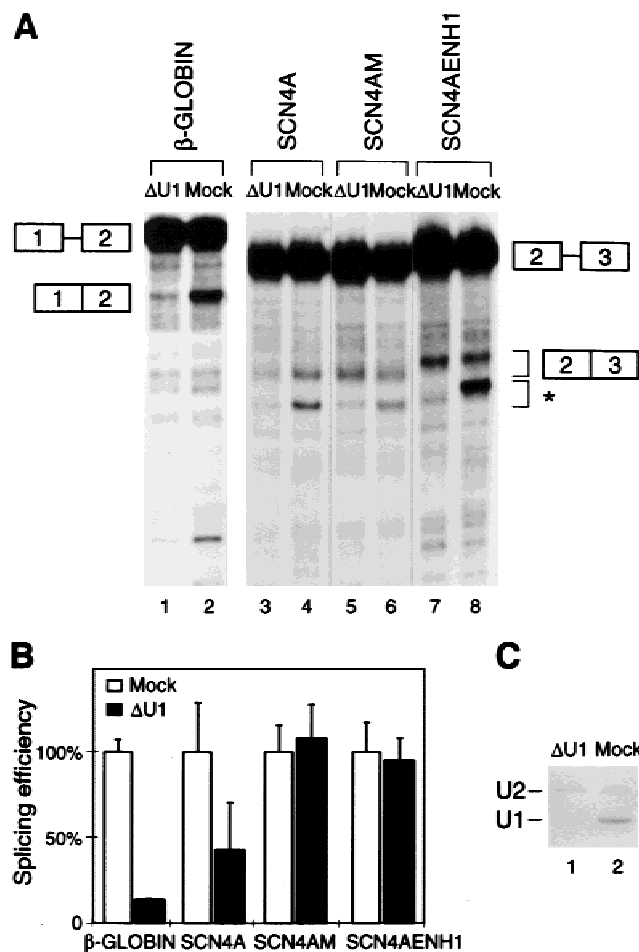 A
β-GLOBIN
SCN4A
SCN4AM
SCN4AENH1
ΔU1 Mock
ΔU1 Mock
ΔU1 Mock
ΔU1 Mock
1 2
2 3
1 2
2 3
*
1 2 3 4 5 6 7 8
B
C
Splicing efficiency
Mock
ΔU1
100%
50%
0
β-GLOBIN SCN4A SCN4AM SCN4AENH1
ΔU1 Mock
U2
U1
1 2